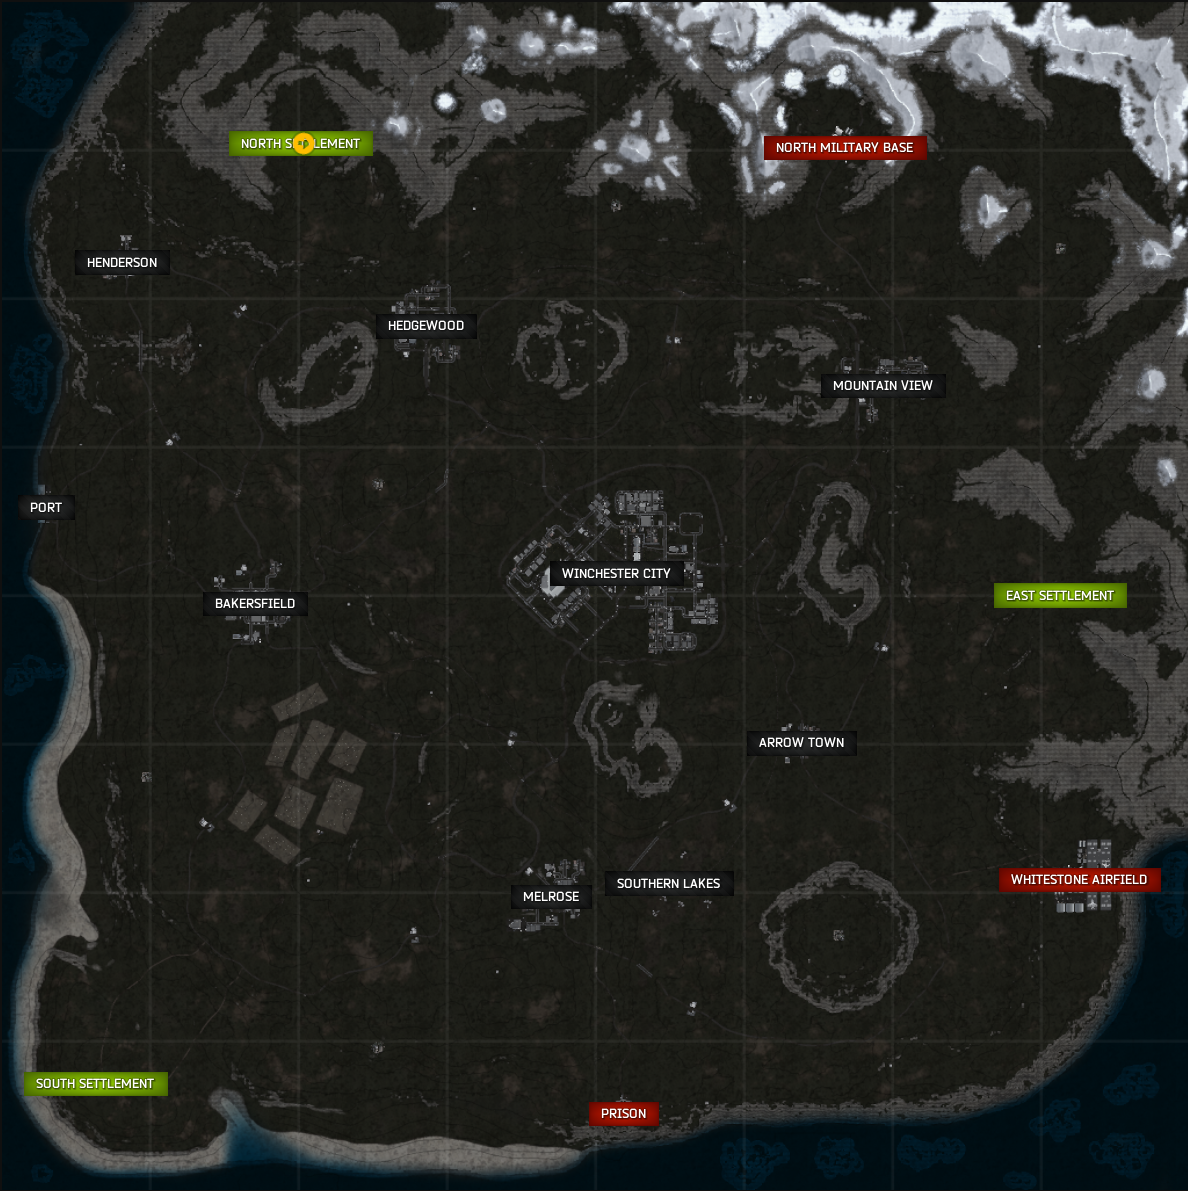 NORTH SETTLEMENT
NORTH MILITARY BASE
HENDERSON
HEDGEWOOD
MOUNTAIN VIEW
PORT
WINCHESTER CITY
BAKERSFIELD
EAST SETTLEMENT
ARROW TOWN
WHITESTONE AIRFIELD
SOUTHERN LAKES
MELROSE
SOUTH SETTLEMENT
PRISON